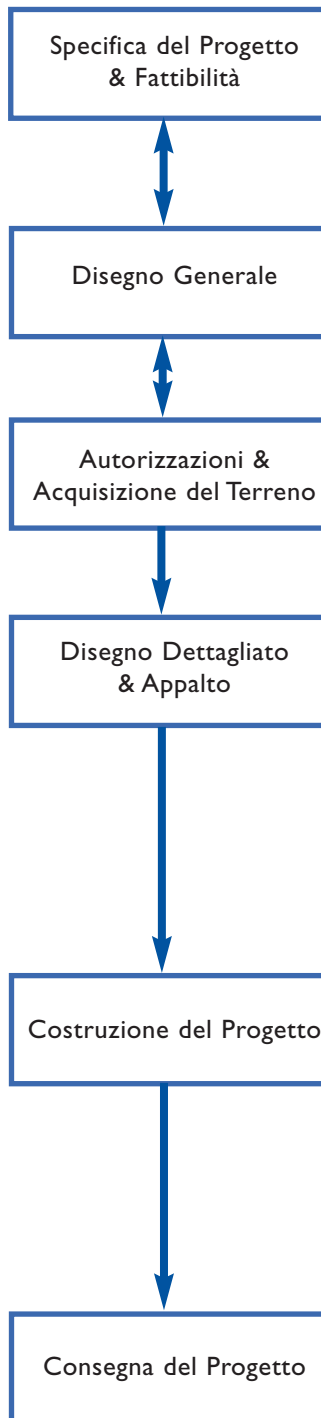 Specifica del Progetto
& Fattibilità
Disegno Generale
Autorizzazioni &
Acquisizione del Terreno
Disegno Dettagliato
& Appalto
Costruzione del Progetto
Consegna del Progetto